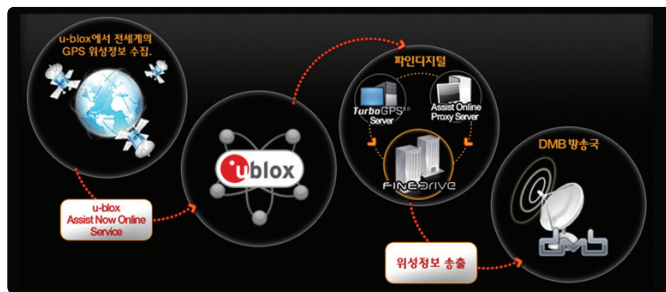 u-blox에서 전세계의
GPS 위성정보 수집.
u-blox
Assist Now Online
Service
ublox
파인디지털
TurboGPS
Server
Assist Online
Proxy Server
FINEDRIVE
위성정보 송출
DMB 방송국
dmb